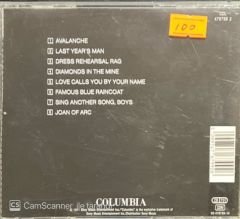 100
1 AVALANCHE
2 LAST YEAR'S MAN
3 DRESS REHEARSAL RAG
4 DIAMONDS IN THE MINE
5 LOVE CALLS YOU BY YOUR NAME
6 FAMOUS BLUE RAINCOAT
7 SING ANOTHER SONG, BOYS
8 JOAN OF ARC
COLUMBIA
CS CamScanner ile tarandı